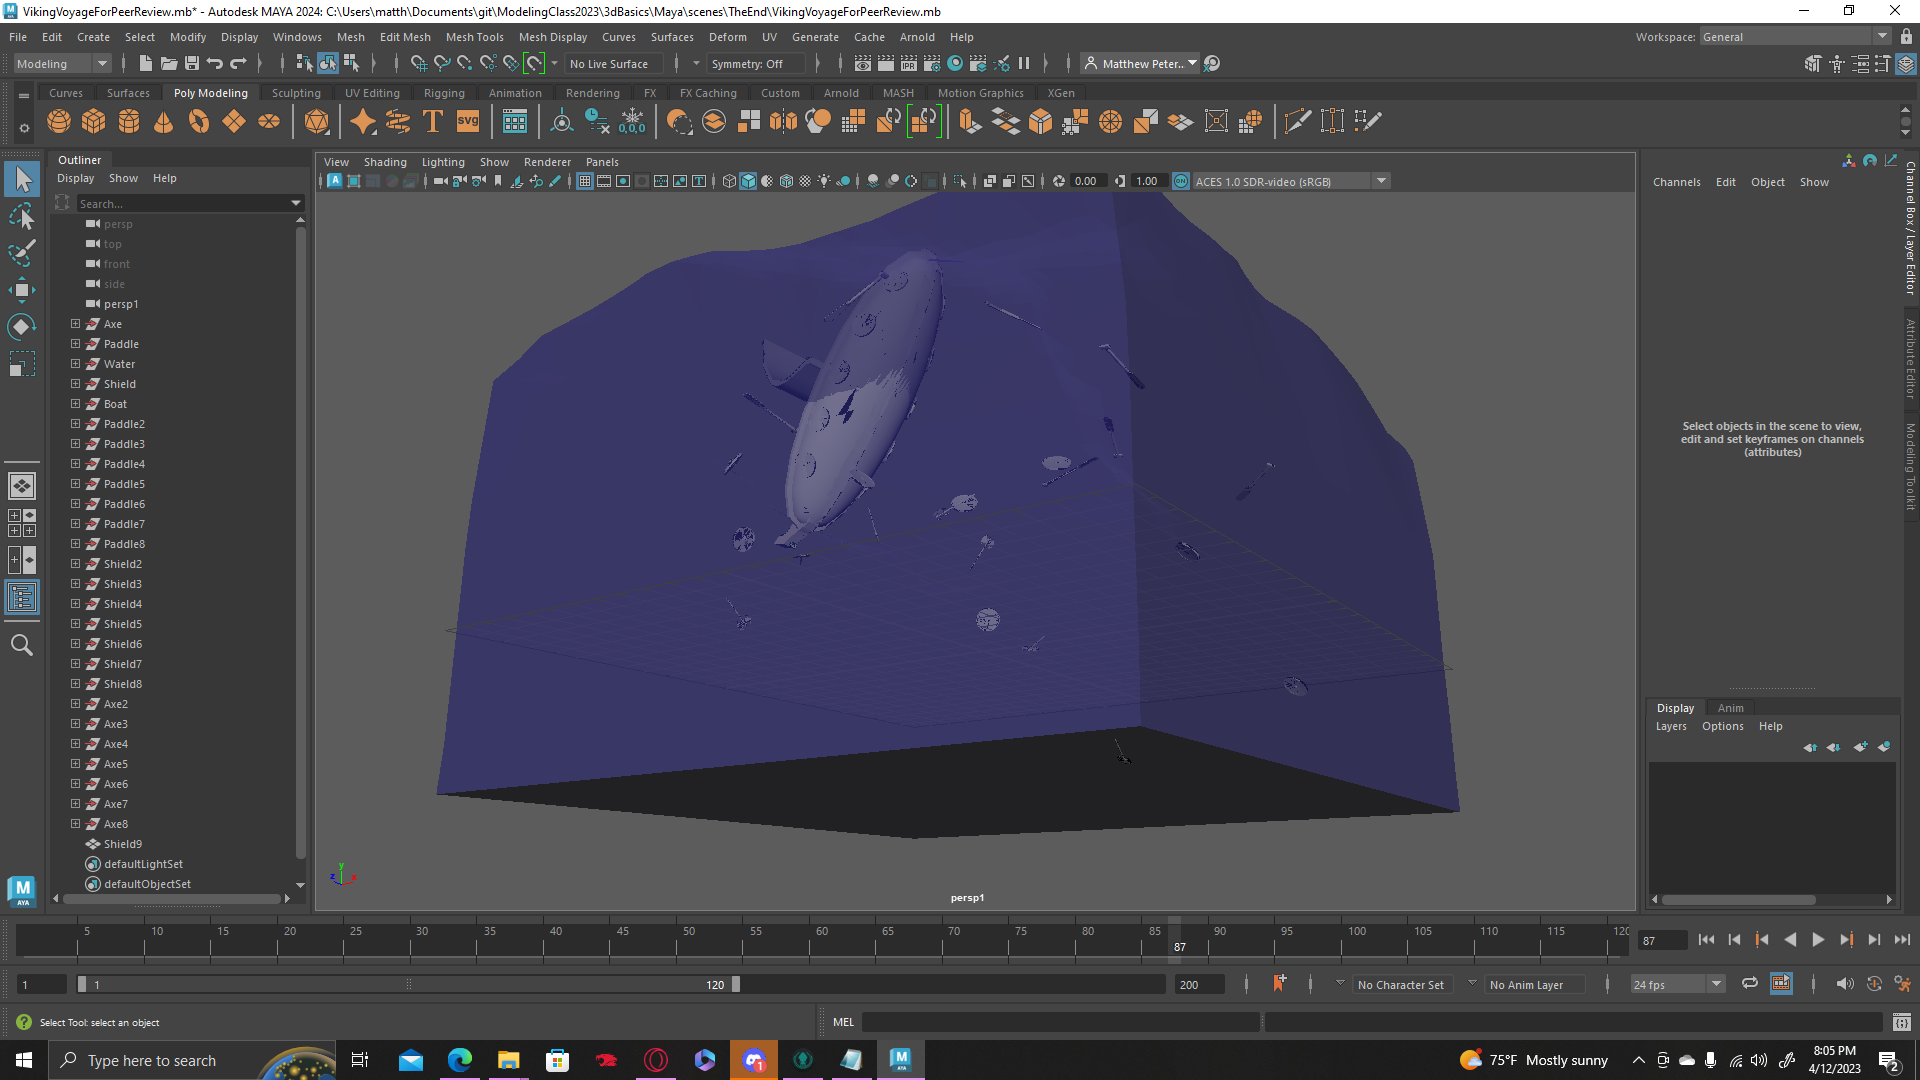 VikingVoyageForPeerReview.mb* - Autodesk MAYA 2024: C:\Users\matth\Documents\git\ModelingClass2023\3dBasics\Maya\scenes\TheEnd\VikingVoyageForPeerReview.mb
File Edit Create Select Modify Display Windows Mesh Edit Mesh Mesh Tools Mesh Display Curves Surfaces Deform UV Generate Cache Arnold Help Workspace: General
Modeling No Live Surface Symmetry: Off IPR Matthew Peter...
Curves Surfaces Poly Modeling Sculpting UV Editing Rigging Animation Rendering FX FX Caching Custom Arnold MASH Motion Graphics XGen
T SVG 0,0,0
Outliner
Display Show Help
Search...
persp
top
front
side
persp1
Axe
Paddle
Water
Shield
Boat
Paddle2
Paddle3
Paddle4
Paddle5
Paddle6
Paddle7
Paddle8
Shield2
Shield3
Shield4
Shield5
Shield6
Shield7
Shield8
Axe2
Axe3
Axe4
Axe5
Axe6
Axe7
Axe8
Shield9
defaultLightSet
defaultObjectSet
View Shading Lighting Show Renderer Panels
0.00 1.00 ON ACES 1.0 SDR-video (sRGB)
y
z x
persp1
Channels Edit Object Show
Select objects in the scene to view,
edit and set keyframes on channels
(attributes)
Channel Box / Layer Editor
Attribute Editor
Modeling Toolkit
Display Anim
Layers Options Help
5 10 15 20 25 30 35 40 45 50 55 60 65 70 75 80 85 90 95 100 105 110 115 120
87
87
1 1 120 200 No Character Set No Anim Layer 24 fps
Select Tool: select an object MEL
M
AYA
Type here to search
1
75°F Mostly sunny
8:05 PM
4/12/2023
2